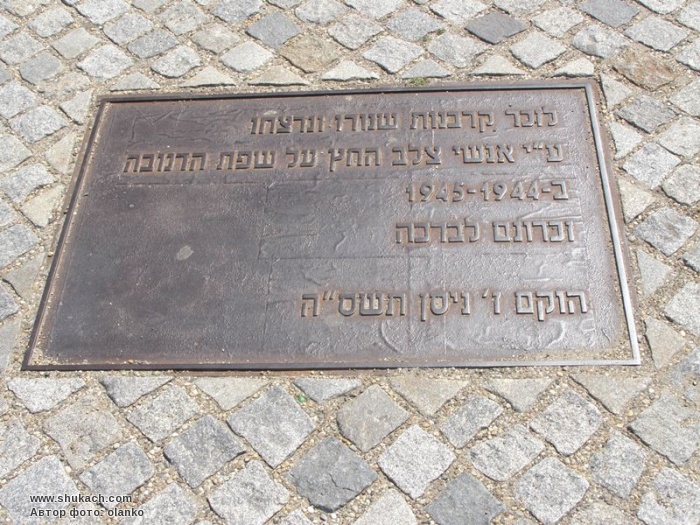 לזכר קרבנות שנורו ונרצחו
ע"י אנשי צלב החץ על שפת הדנובה
ב-1944-1945
זכרונם לברכה
הוקם ז' ניסן תשס"ה
www.shukach.com
Автор фото: olanko